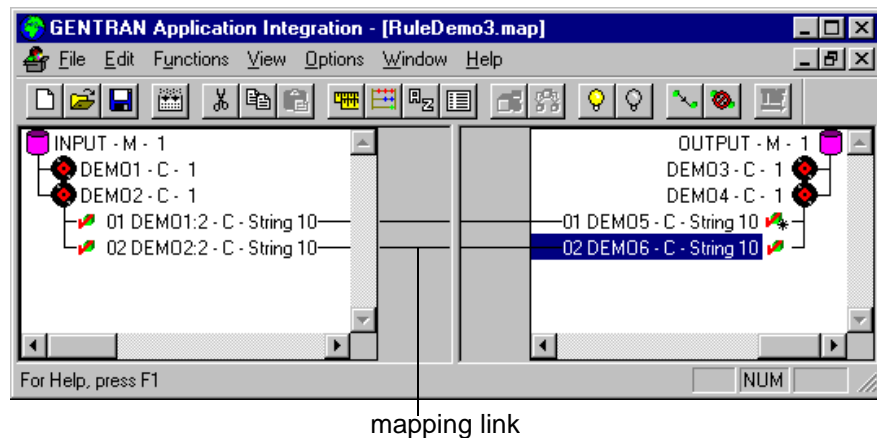 GENTRAN Application Integration - [RuleDemo3.map]
File Edit Functions View Options Window Help
INPUT - M - 1
DEMO1 - C - 1
DEMO2 - C - 1
01 DEMO1:2 - C - String 10
02 DEMO2:2 - C - String 10
OUTPUT - M - 1
DEMO3 - C - 1
DEMO4 - C - 1
01 DEMO5 - C - String 10
02 DEMO6 - C - String 10
For Help, press F1
NUM
mapping link